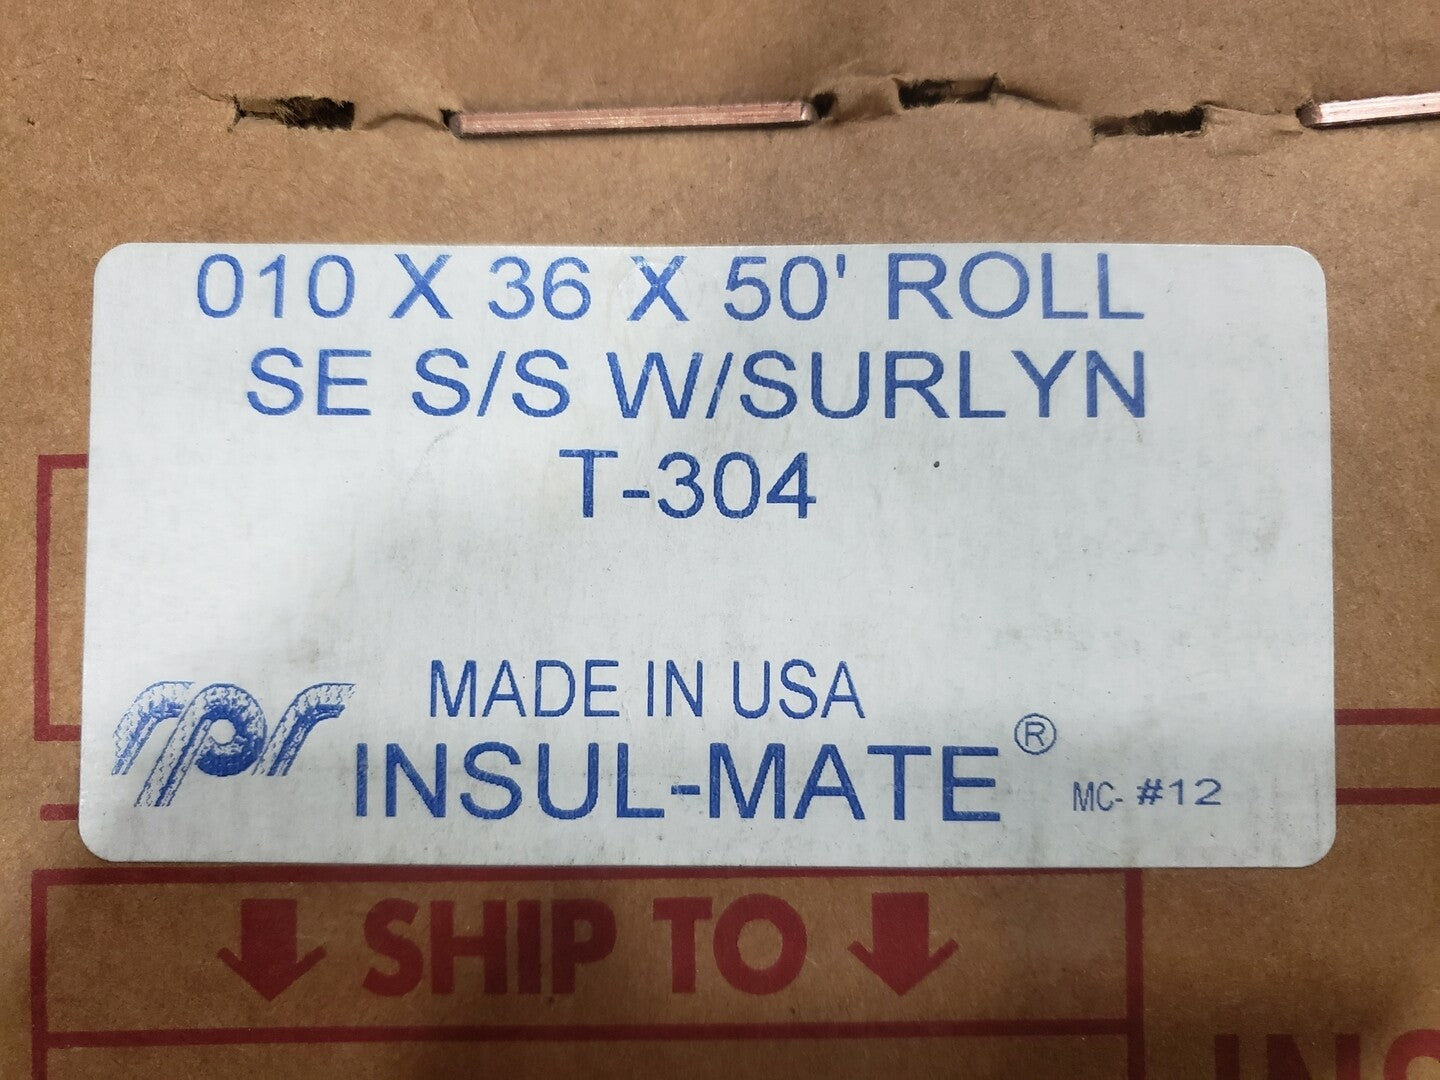 010 X 36 X 50' ROLL
SE S/S W/SURLYN
T-304
MADE IN USA
rpr INSUL-MATE®
MC- #12
SHIP TO